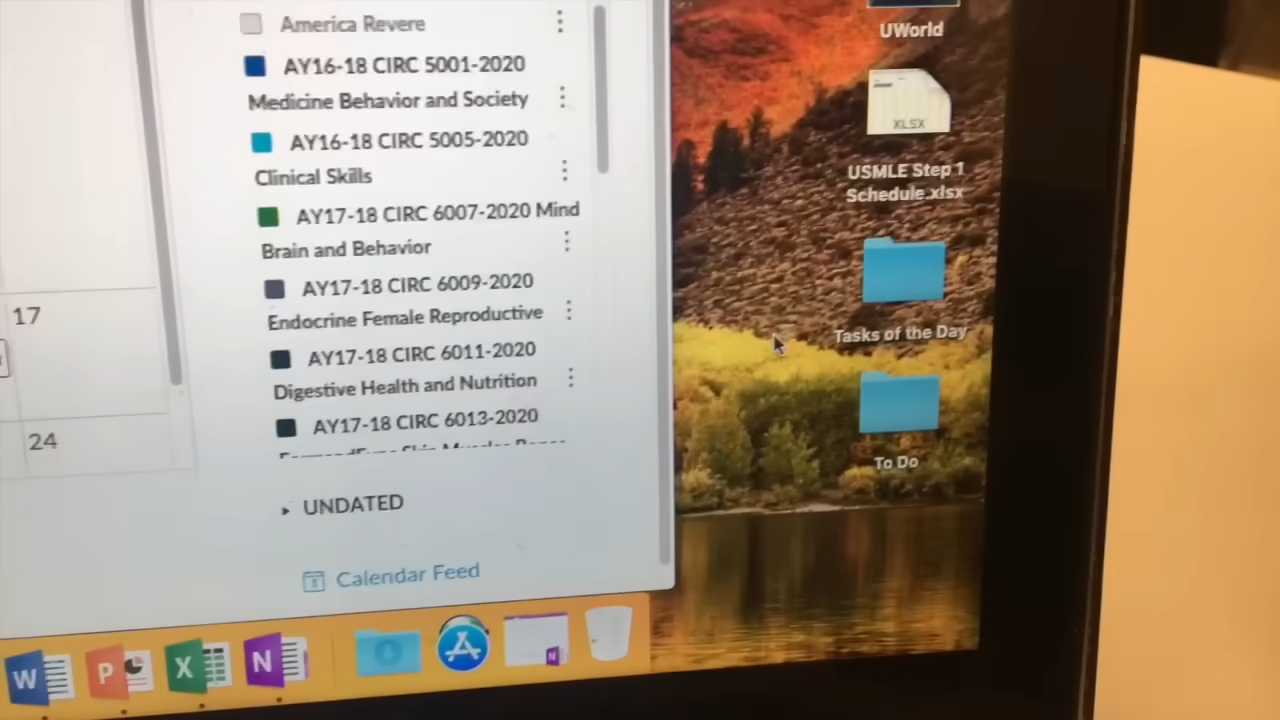 America Revere
AY16-18 CIRC 5001-2020
Medicine Behavior and Society
AY16-18 CIRC 5005-2020
Clinical Skills
AY17-18 CIRC 6007-2020 Mind
Brain and Behavior
AY17-18 CIRC 6009-2020
Endocrine Female Reproductive
AY17-18 CIRC 6011-2020
Digestive Health and Nutrition
AY17-18 CIRC 6013-2020
UNDATED
Calendar Feed
17
24
UWorld
XLSX
USMLE Step 1
Schedule.xlsx
Tasks of the Day
To Do
W
P
X
N
N